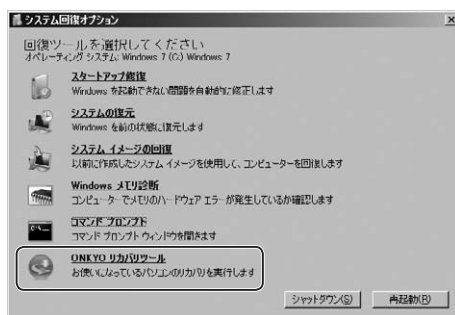 システム回復オプション
回復ツールを選択してください
オペレーティング システム: Windows 7 (C:) Windows 7
スタートアップ修復
Windows を起動できない問題を自動的に修正します
システムの復元
Windows を前の状態に復元します
システム イメージの回復
以前に作成したシステム イメージを使用して、コンピューターを回復します
Windows メモリ診断
コンピューターでメモリのハードウェア エラーが発生しているか確認します
コマンド プロンプト
コマンド プロンプト ウィンドウを開きます
ONKYO リカバリツール
お使いになっているパソコンのリカバリを実行します
シャットダウン(S) 再起動(R)